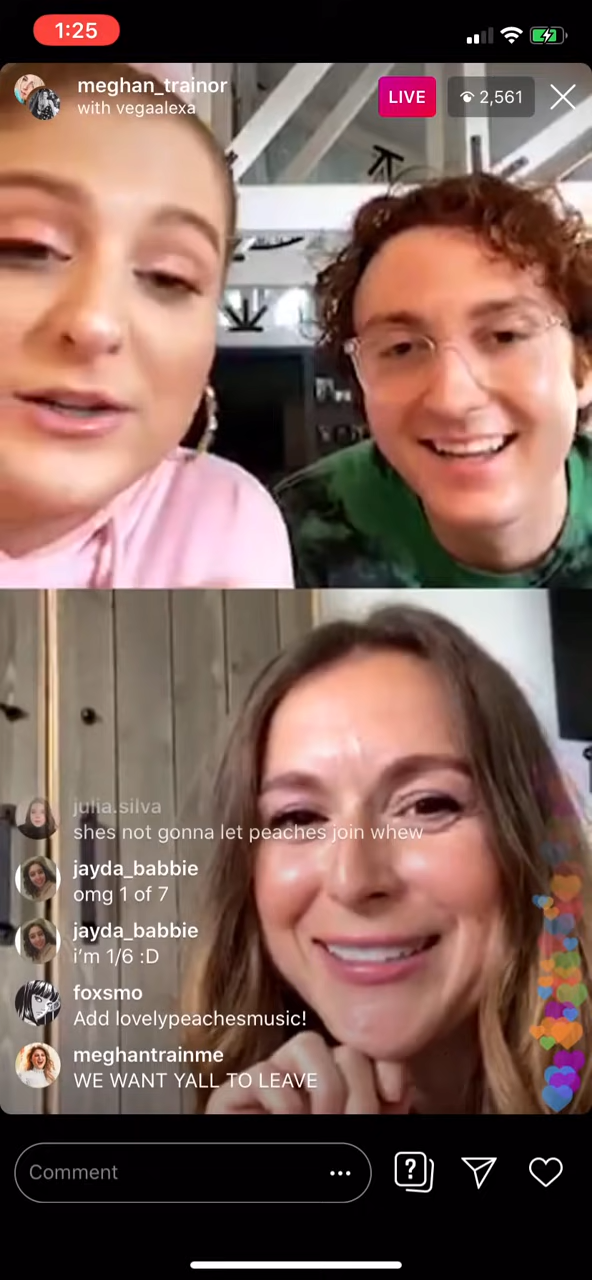 1:25
meghan_trainor
with vegaalexa
LIVE
2,561
julia.silva
shes not gonna let peaches join whew
jayda_babbie
omg 1 of 7
jayda_babbie
i'm 1/6 :D
foxsmo
Add lovelypeachesmusic!
meghantrainme
WE WANT YALL TO LEAVE
Comment